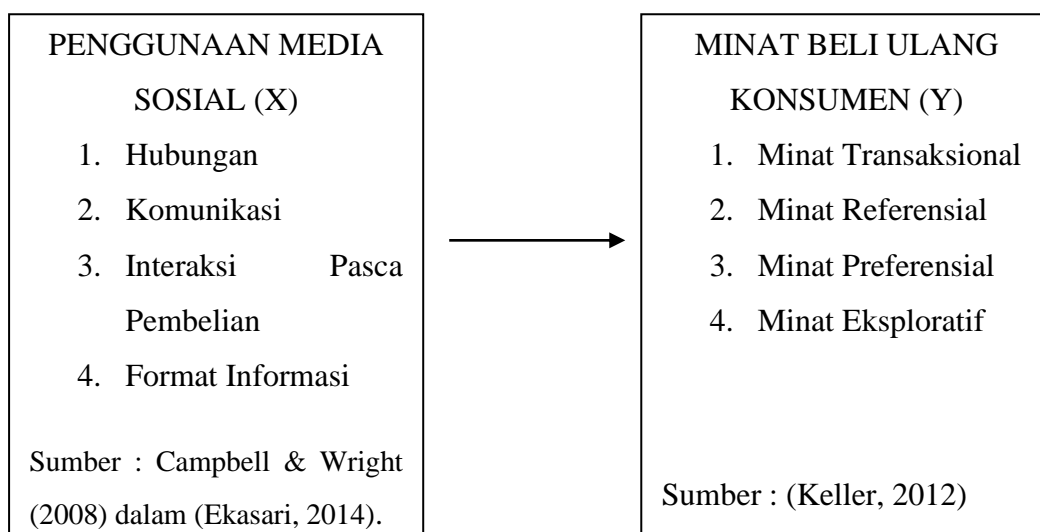 PENGGUNAAN MEDIA
SOSIAL (X)
1. Hubungan
2. Komunikasi
3. Interaksi Pasca
Pembelian
4. Format Informasi
Sumber : Campbell & Wright
(2008) dalam (Ekasari, 2014).
MINAT BELI ULANG
KONSUMEN (Y)
1. Minat Transaksional
2. Minat Referensial
3. Minat Preferensial
4. Minat Eksploratif
Sumber : (Keller, 2012)